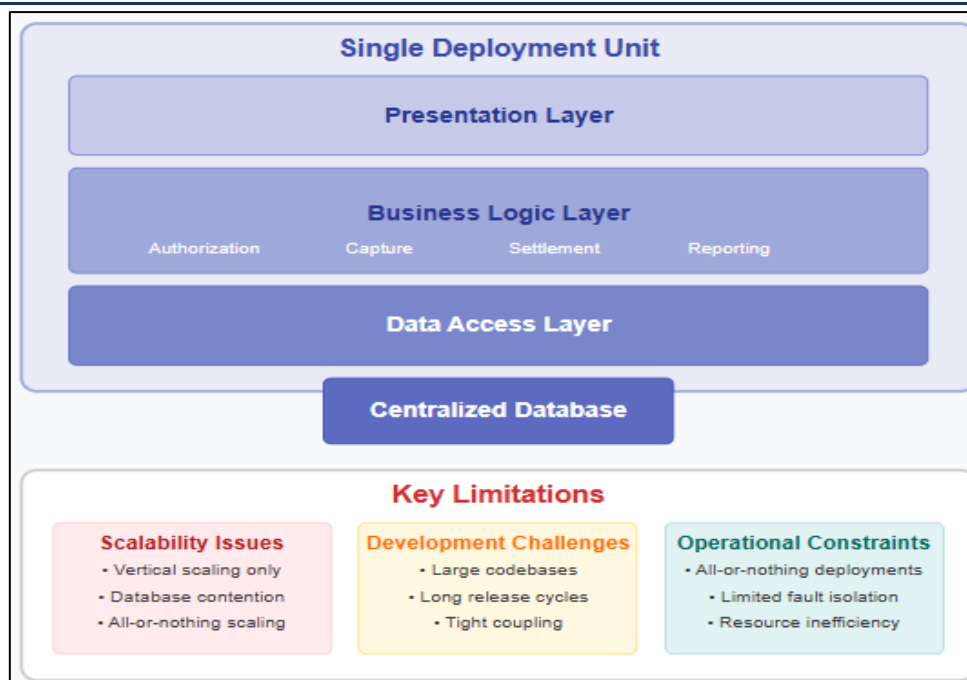 Single Deployment Unit
Presentation Layer
Business Logic Layer
Authorization Capture Settlement Reporting
Data Access Layer
Centralized Database
Key Limitations
Scalability Issues
• Vertical scaling only
• Database contention
• All-or-nothing scaling
Development Challenges
• Large codebases
• Long release cycles
• Tight coupling
Operational Constraints
• All-or-nothing deployments
• Limited fault isolation
• Resource inefficiency